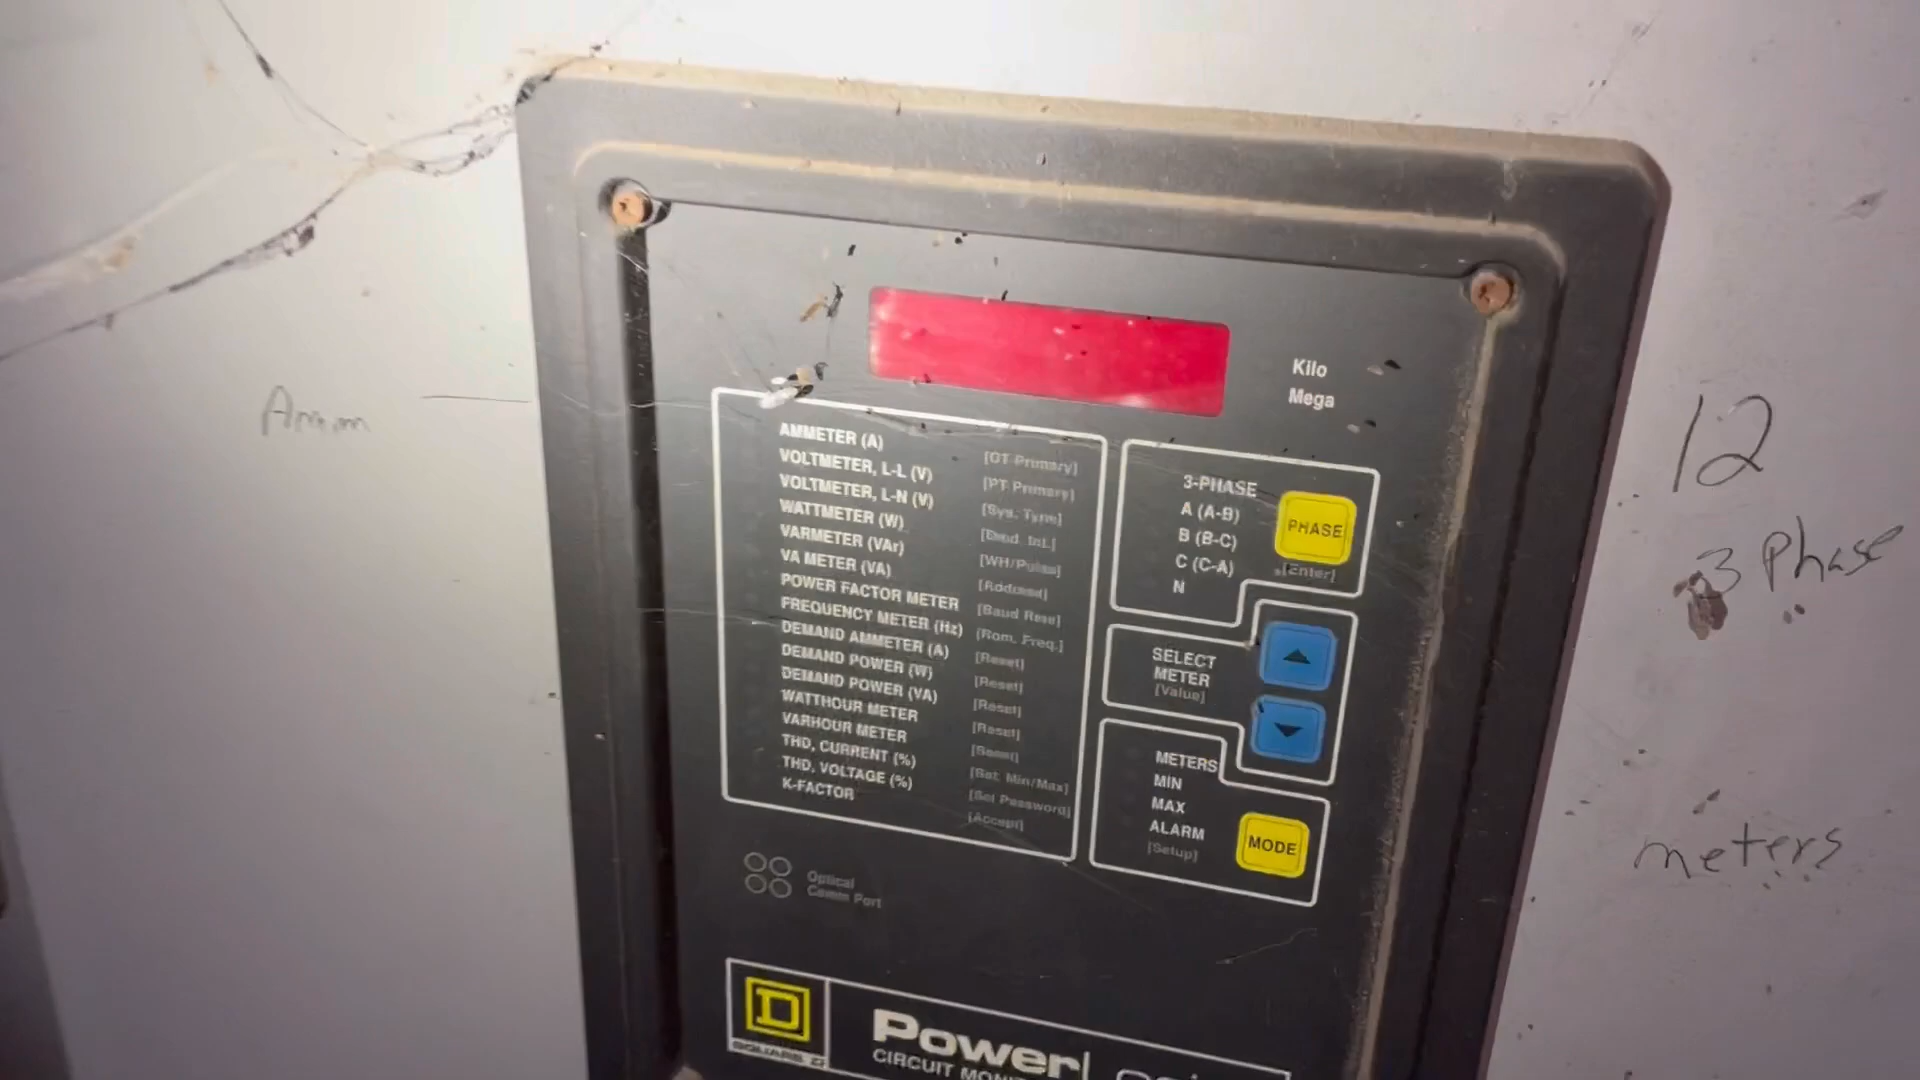 Kilo
Mega
Amm
12
3 Phase
meters
AMMETER (A) [CT Primary]
VOLTMETER, L-L (V) [PT Primary]
VOLTMETER, L-N (V) [Sys. Type]
WATTMETER (W) [Dmd. Int.]
VARMETER (VAr) [WH/Pulse]
VA METER (VA) [Address]
POWER FACTOR METER [Baud Rate]
FREQUENCY METER (Hz) [Nom. Freq.]
DEMAND AMMETER (A) [Reset]
DEMAND POWER (W) [Reset]
DEMAND POWER (VA) [Reset]
WATTHOUR METER [Reset]
VARHOUR METER [Reset]
THD, CURRENT (%) [Set Min/Max]
THD, VOLTAGE (%) [Set Password]
K-FACTOR [Accept]
3-PHASE
A (A-B)
B (B-C)
C (C-A)
N
PHASE
[Enter]
SELECT
METER
[Value]
METERS
MIN
MAX
ALARM
[Setup]
MODE
Optical
Comm Port
D
SQUARE D
Power
CIRCUIT